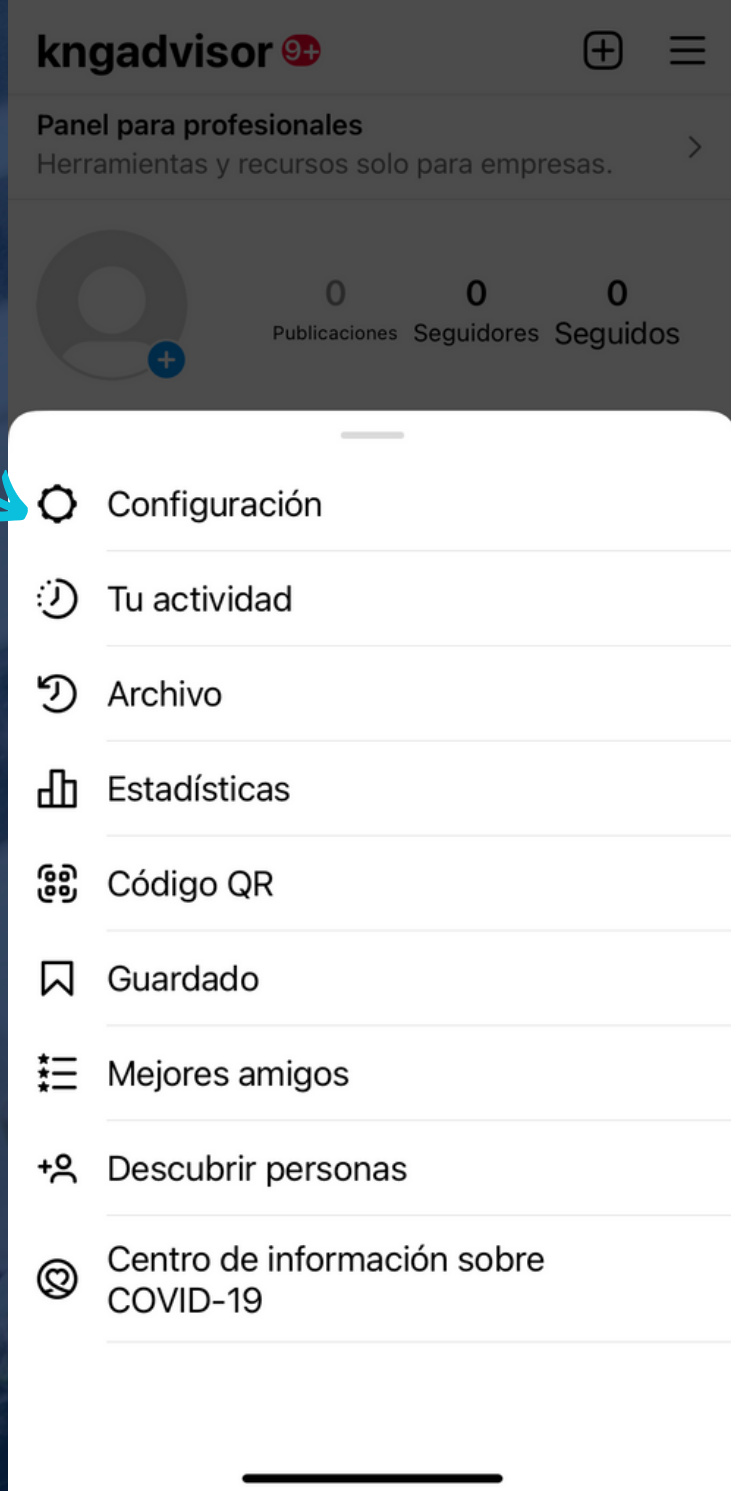 kngadvisor 9+
Panel para profesionales
Herramientas y recursos solo para empresas.
0 0 0
Publicaciones Seguidores Seguidos
Configuración
Tu actividad
Archivo
Estadísticas
Código QR
Guardado
Mejores amigos
Descubrir personas
Centro de información sobre
COVID-19